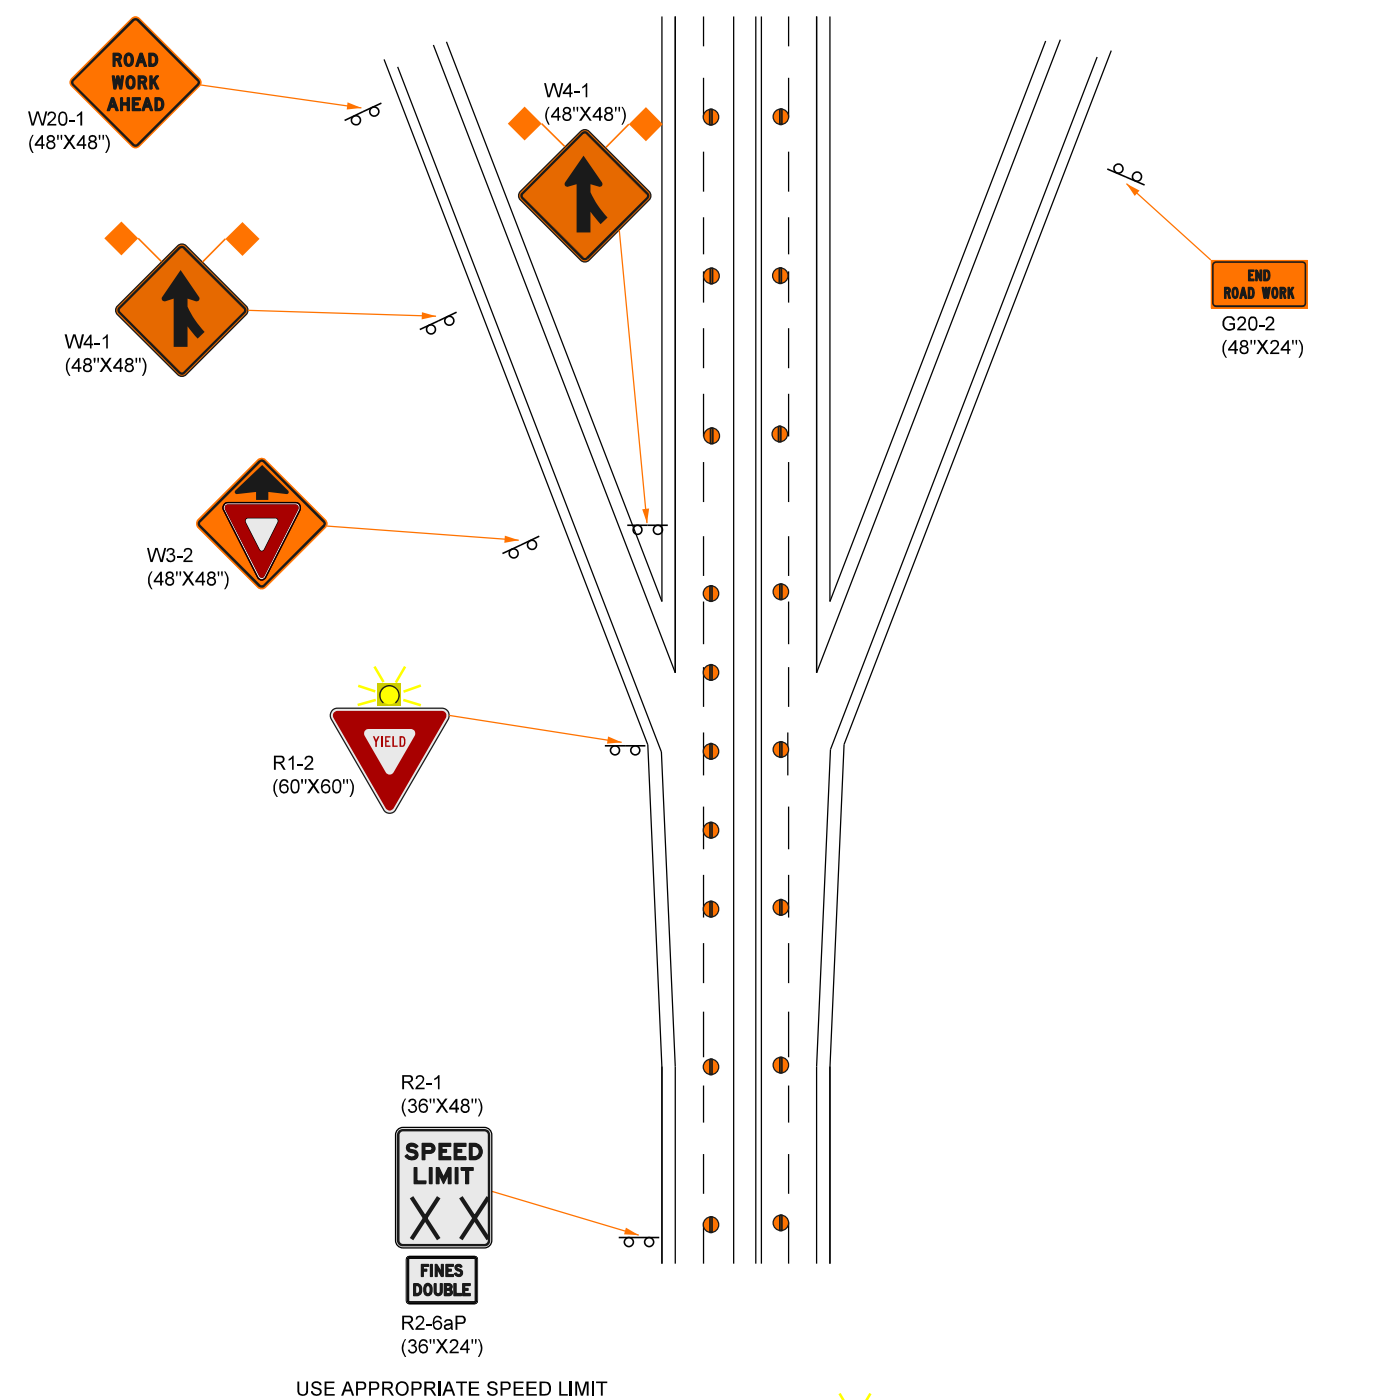 ROAD
WORK
AHEAD
W20-1
(48"X48")
W4-1
(48"X48")
W4-1
(48"X48")
END
ROAD WORK
G20-2
(48"X24")
W3-2
(48"X48")
YIELD
R1-2
(60"X60")
R2-1
(36"X48")
SPEED
LIMIT
X X
FINES
DOUBLE
R2-6aP
(36"X24")
USE APPROPRIATE SPEED LIMIT